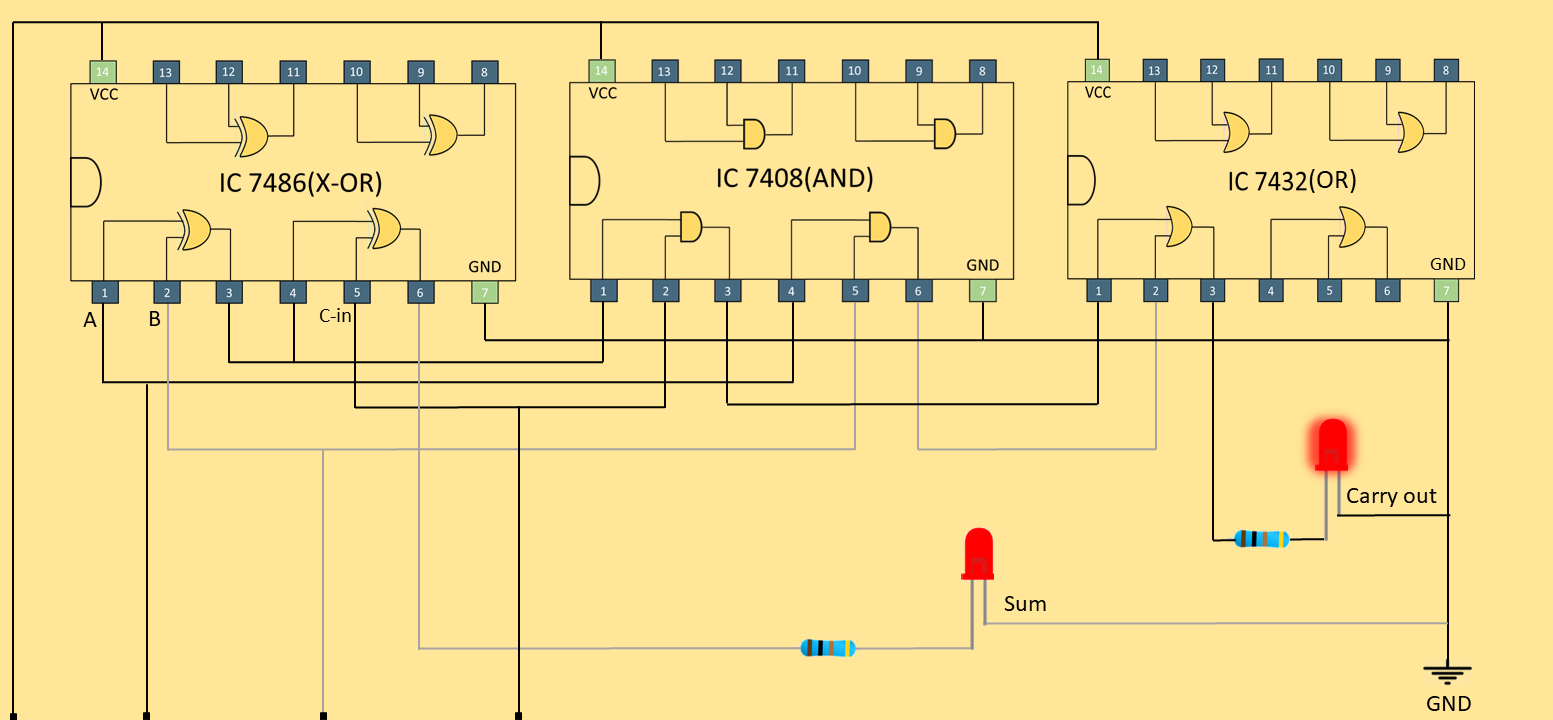 14 13 12 11 10 9 8
VCC
IC 7486(X-OR)
GND
1 2 3 4 5 6 7
A B C-in
14 13 12 11 10 9 8
VCC
IC 7408(AND)
GND
1 2 3 4 5 6 7
14 13 12 11 10 9 8
VCC
IC 7432(OR)
GND
1 2 3 4 5 6 7
Carry out
Sum
GND